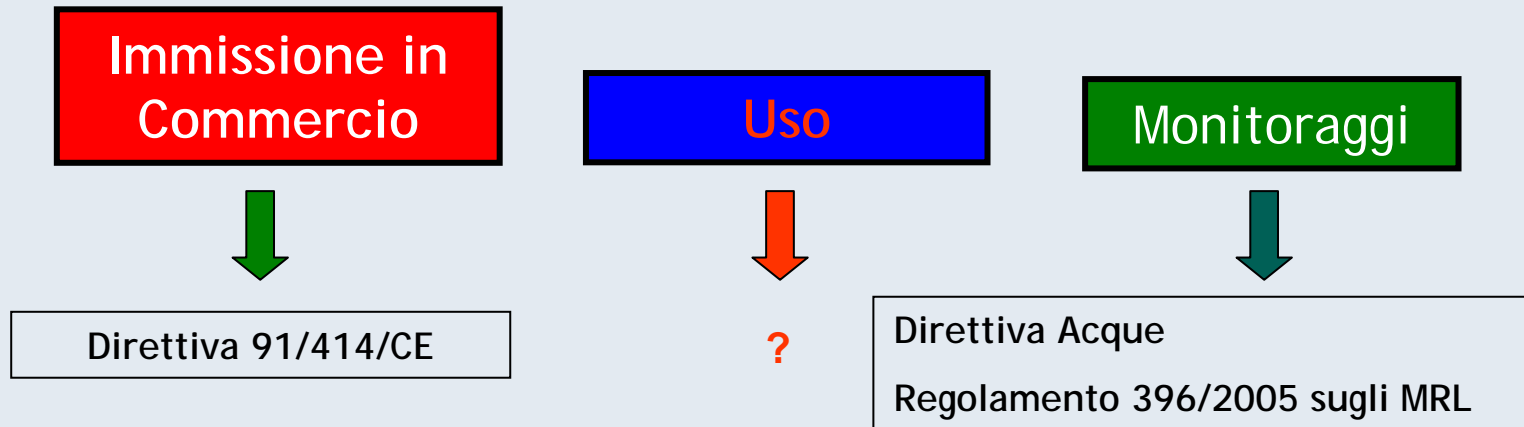 Immissione in
Commercio
Uso
Monitoraggi
Direttiva 91/414/CE
?
Direttiva Acque
Regolamento 396/2005 sugli MRL